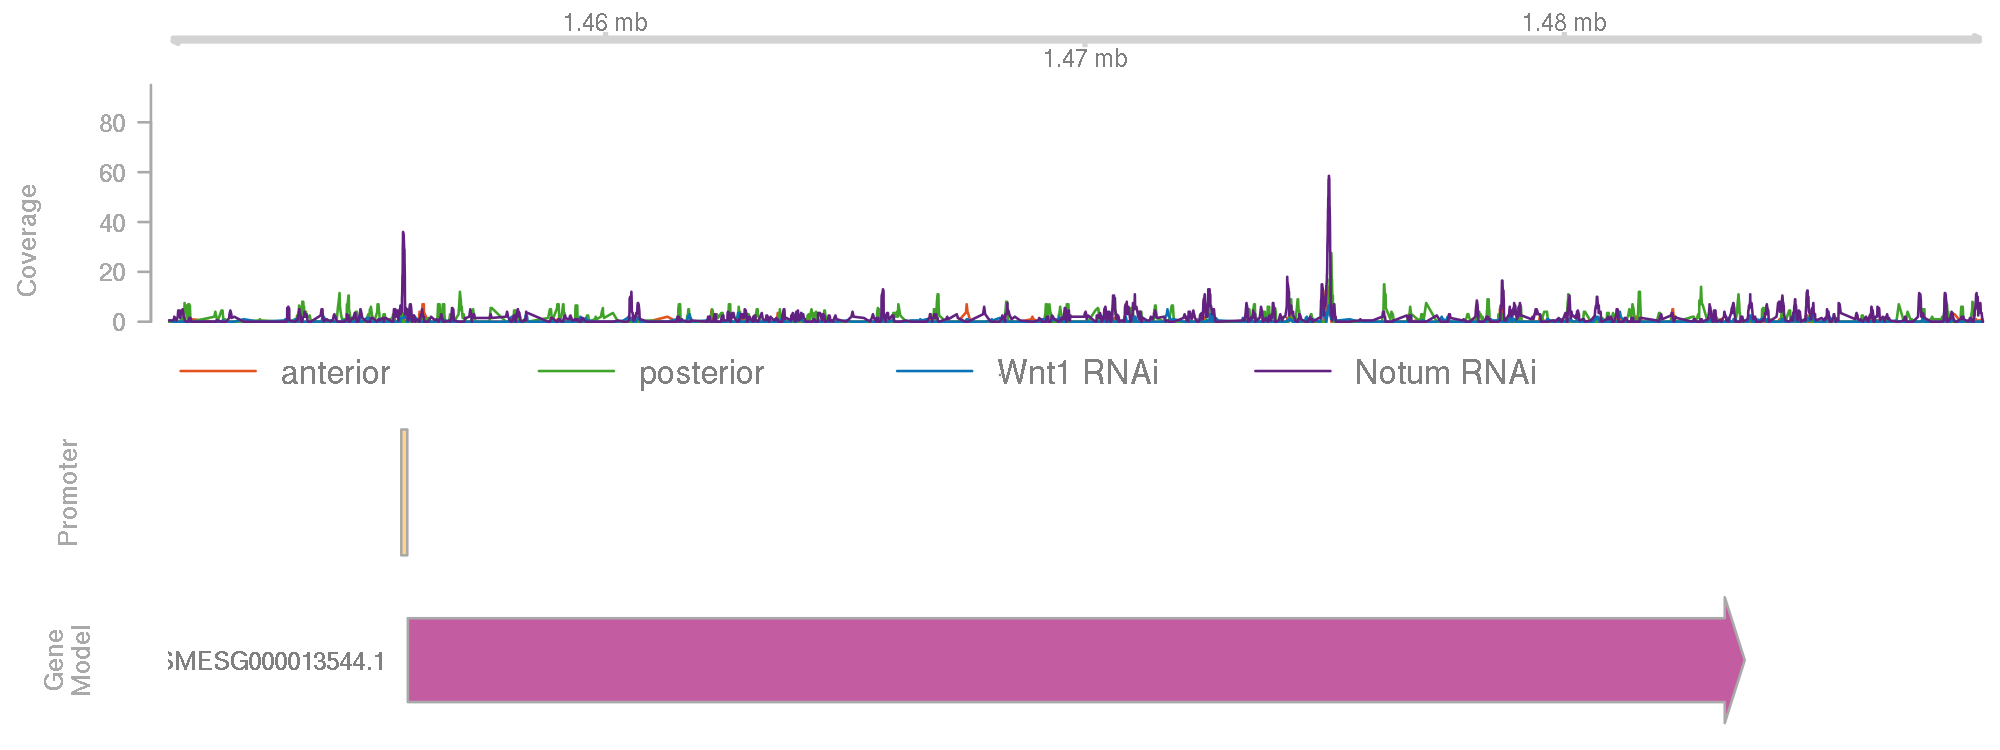 1.46 mb
1.48 mb
1.47 mb
Coverage
80
60
40
20
0
anterior posterior Wnt1 RNAi Notum RNAi
Promoter
Gene
Model
SMESG000013544.1